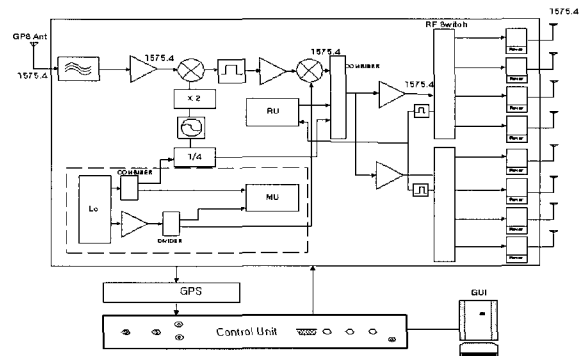 1575.4
RF Switch
GPS Ant
1575.4
1575.4
1575.4
COMBINER
1575.4
X 2
RU
1/4
COMBINER
Lo
MU
DIVIDER
GPS
GUI
Control Unit